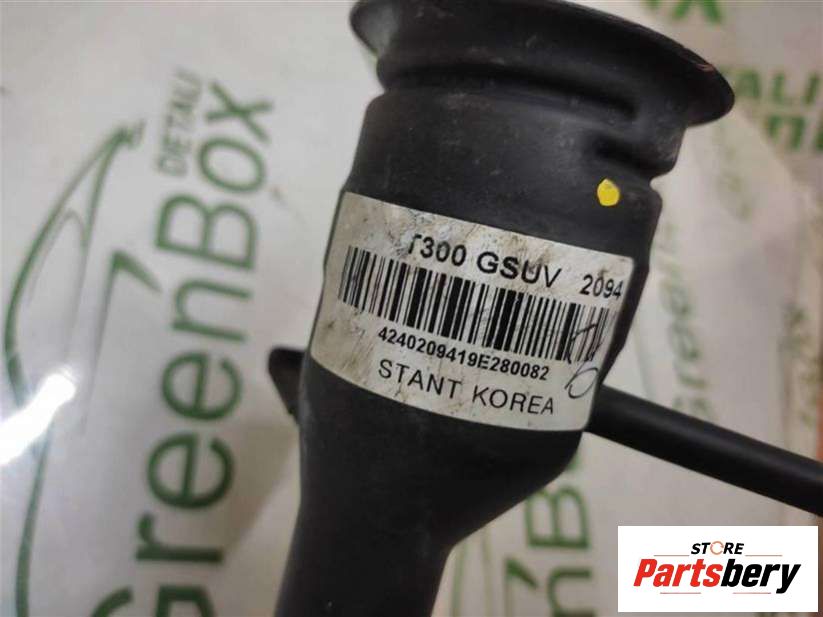 T300 GSUV 2094
4240209419E280082
STANT KOREA
DETALI
GreenBox
STORE
Partsbery